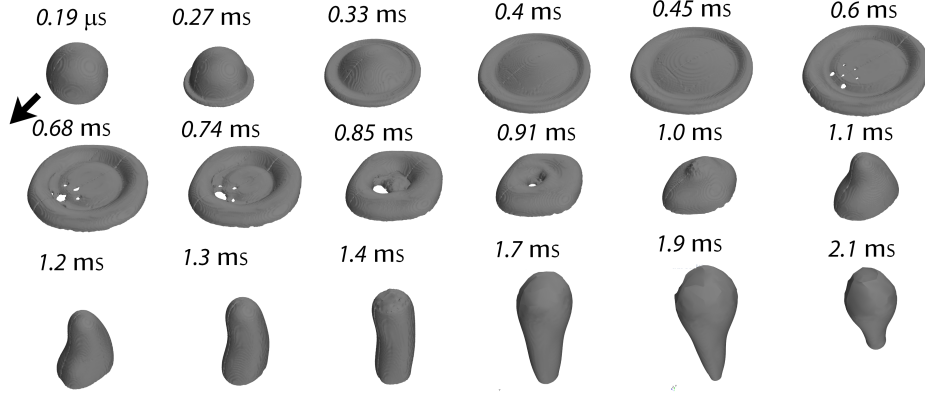 0.19 μs 0.27 ms 0.33 ms 0.4 ms 0.45 ms 0.6 ms
0.68 ms 0.74 ms 0.85 ms 0.91 ms 1.0 ms 1.1 ms
1.2 ms 1.3 ms 1.4 ms 1.7 ms 1.9 ms 2.1 ms